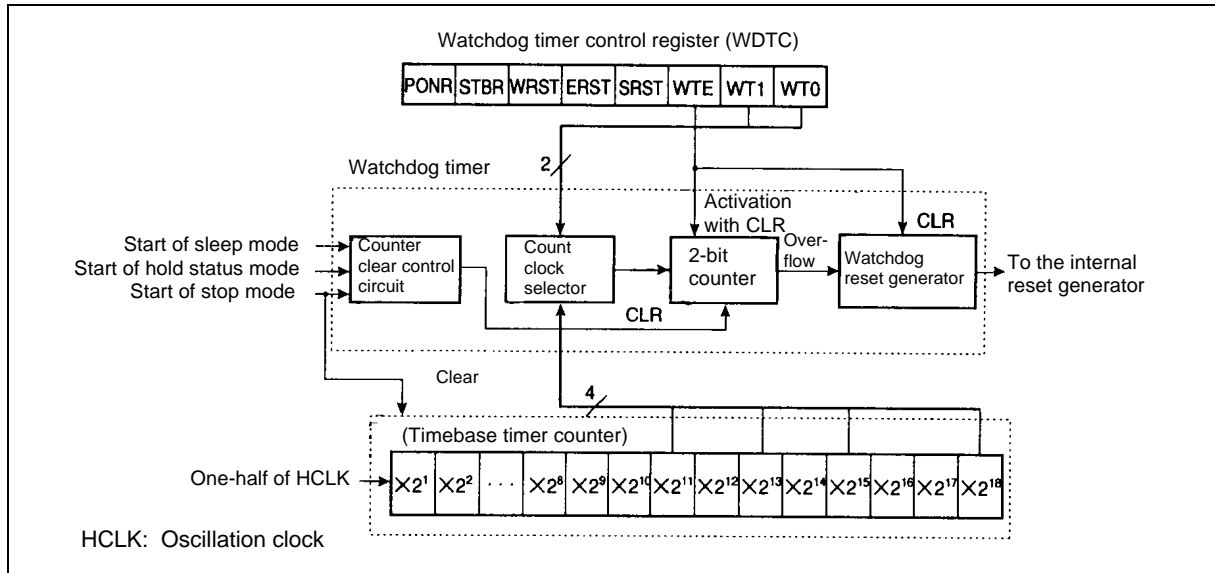 Watchdog timer control register (WDTC)
PONR STBR WRST ERST SRST WTE WT1 WT0
2
Watchdog timer
Activation
with CLR
CLR
Start of sleep mode
Start of hold status mode
Start of stop mode
Counter
clear control
circuit
Count
clock
selector
2-bit
counter
Over-
flow
Watchdog
reset generator
To the internal
reset generator
CLR
Clear
4
(Timebase timer counter)
One-half of HCLK
×2¹ ×2² ··· ×2⁸ ×2⁹ ×2¹⁰ ×2¹¹ ×2¹² ×2¹³ ×2¹⁴ ×2¹⁵ ×2¹⁶ ×2¹⁷ ×2¹⁸
HCLK: Oscillation clock